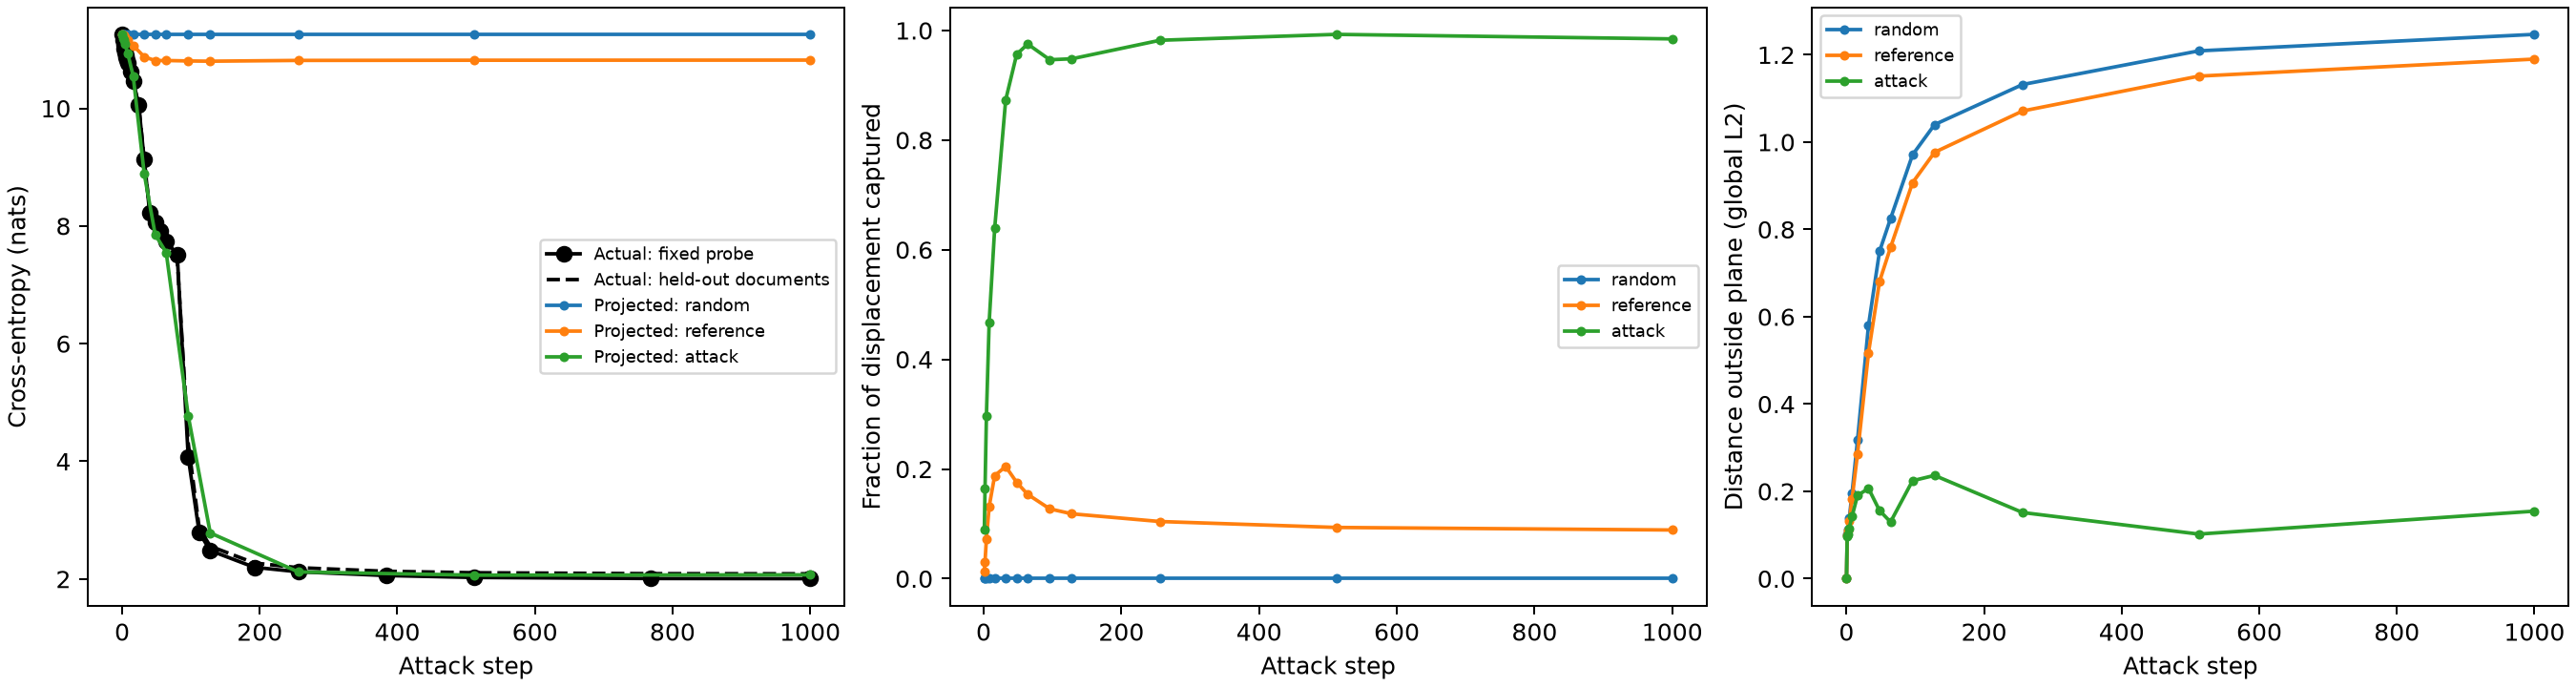 Cross-entropy (nats)
10
8
6
4
2
0
200
400
600
800
1000
Attack step
Actual: fixed probe
Actual: held-out documents
Projected: random
Projected: reference
Projected: attack
Fraction of displacement captured
1.0
0.8
0.6
0.4
0.2
0.0
0
200
400
600
800
1000
Attack step
random
reference
attack
Distance outside plane (global L2)
1.2
1.0
0.8
0.6
0.4
0.2
0.0
0
200
400
600
800
1000
Attack step
random
reference
attack